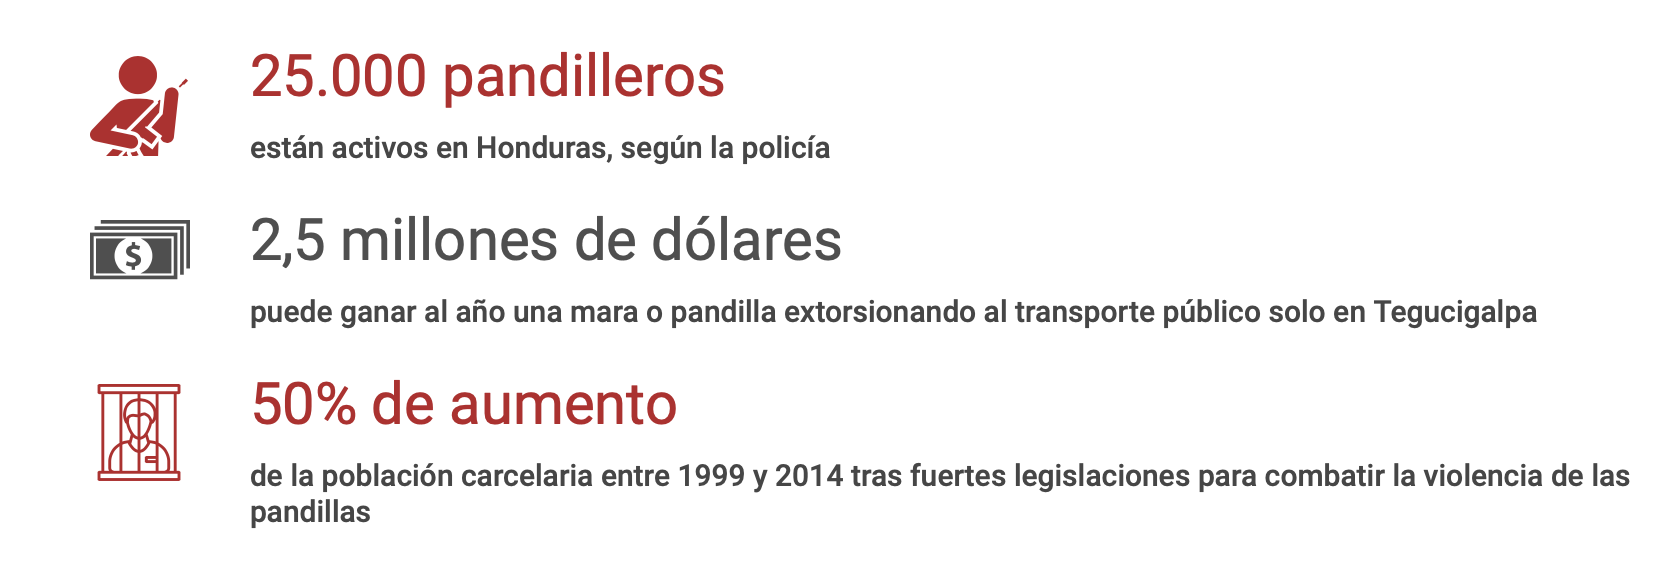 25.000 pandilleros
están activos en Honduras, según la policía
$
2,5 millones de dólares
puede ganar al año una mara o pandilla extorsionando al transporte público solo en Tegucigalpa
50% de aumento
de la población carcelaria entre 1999 y 2014 tras fuertes legislaciones para combatir la violencia de las
pandillas